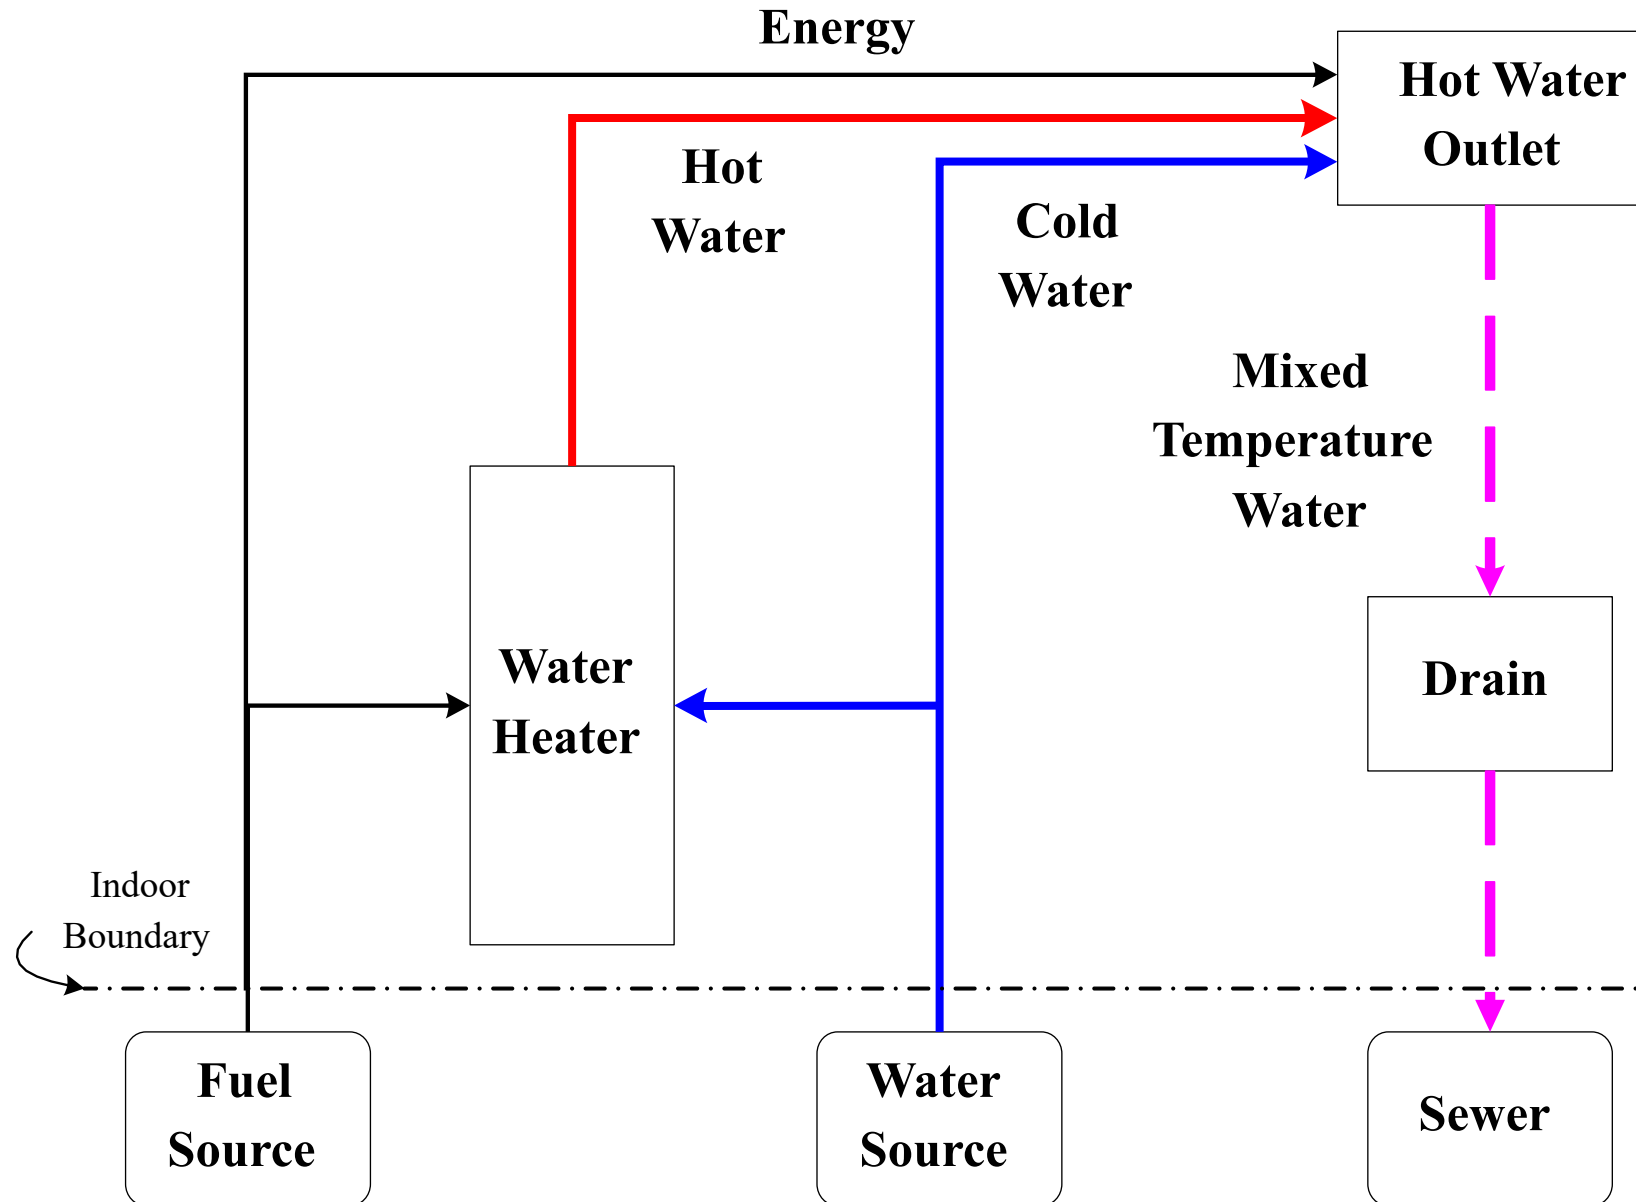 Energy
Hot Water
Outlet
Hot
Water
Cold
Water
Mixed
Temperature
Water
Water
Heater
Drain
Indoor
Boundary
Fuel
Source
Water
Source
Sewer